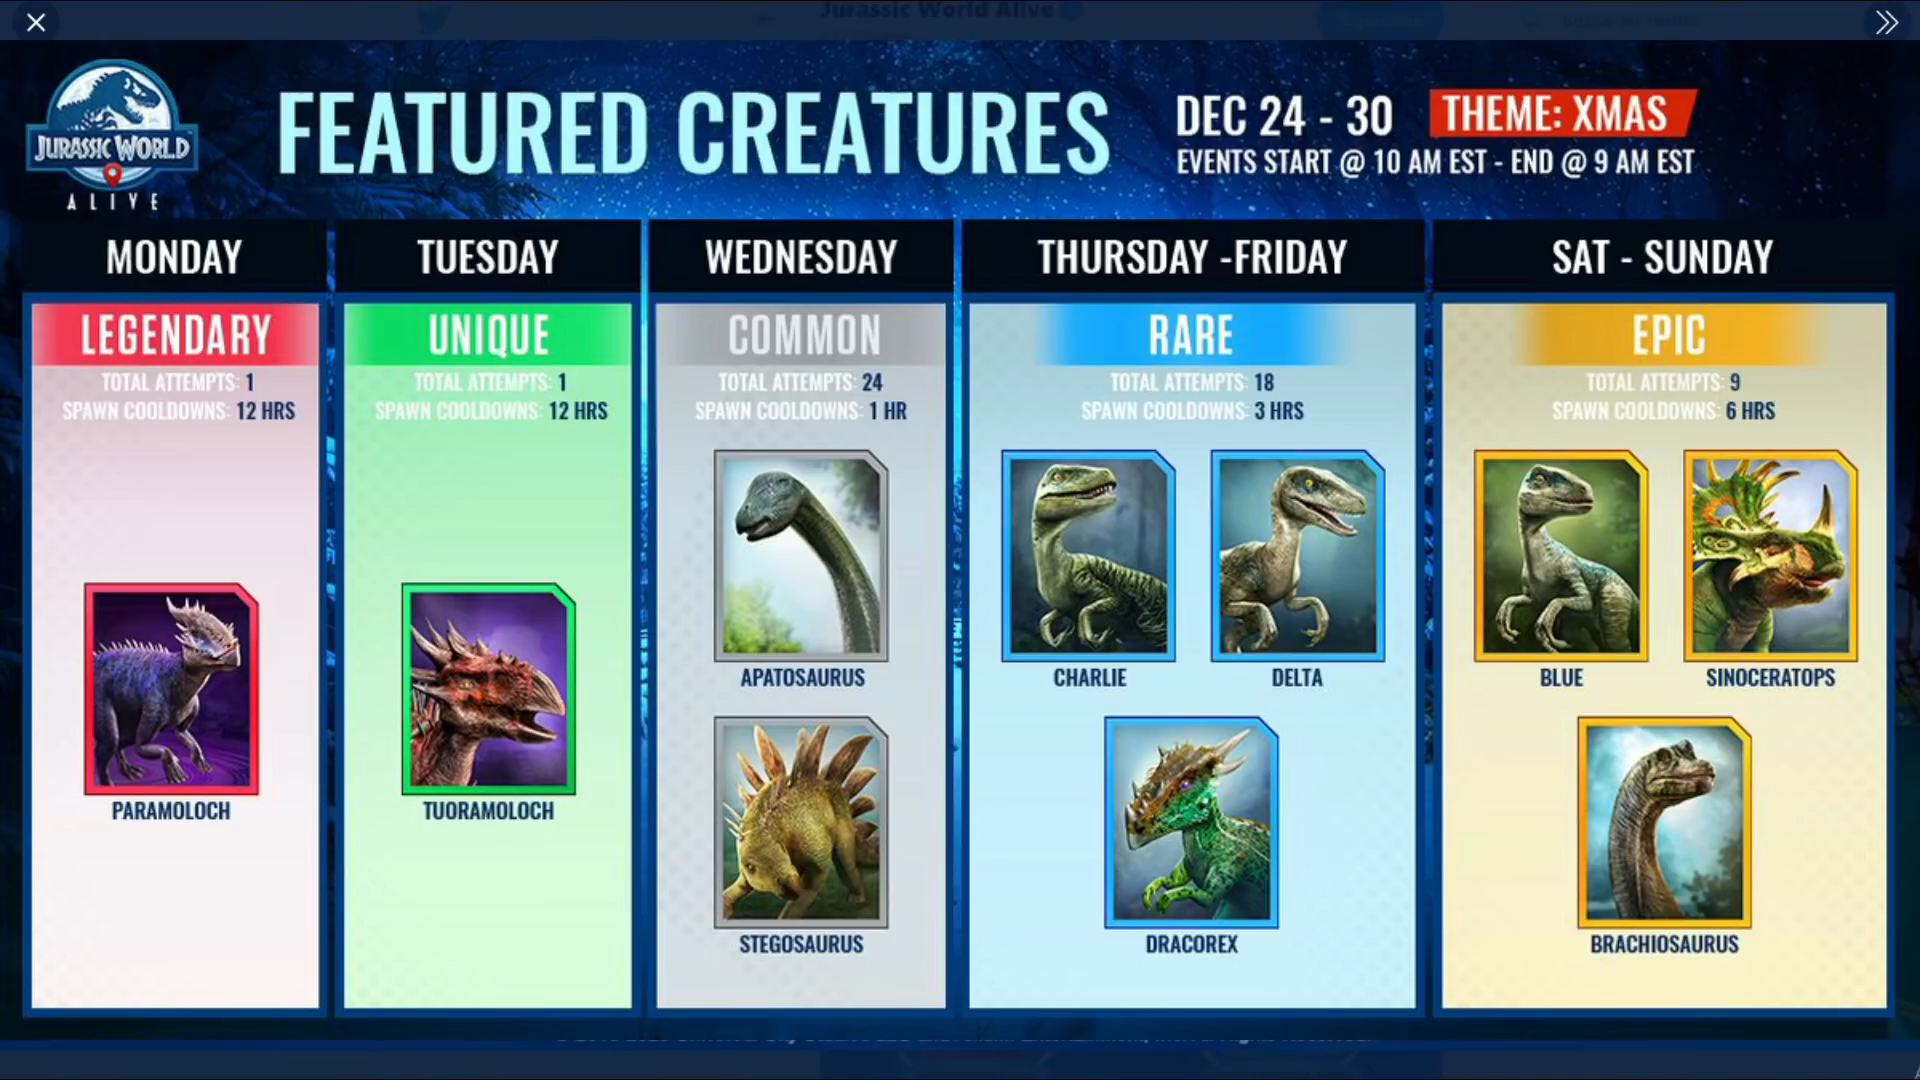 Jurassic World Alive
JURASSIC WORLD
ALIVE
FEATURED CREATURES
DEC 24 - 30
THEME: XMAS
EVENTS START @ 10 AM EST - END @ 9 AM EST
MONDAY
LEGENDARY
TOTAL ATTEMPTS: 1
SPAWN COOLDOWNS: 12 HRS
PARAMOLOCH
TUESDAY
UNIQUE
TOTAL ATTEMPTS: 1
SPAWN COOLDOWNS: 12 HRS
TUORAMOLOCH
WEDNESDAY
COMMON
TOTAL ATTEMPTS: 24
SPAWN COOLDOWNS: 1 HR
APATOSAURUS
STEGOSAURUS
THURSDAY -FRIDAY
RARE
TOTAL ATTEMPTS: 18
SPAWN COOLDOWNS: 3 HRS
CHARLIE
DELTA
DRACOREX
SAT - SUNDAY
EPIC
TOTAL ATTEMPTS: 9
SPAWN COOLDOWNS: 6 HRS
BLUE
SINOCERATOPS
BRACHIOSAURUS